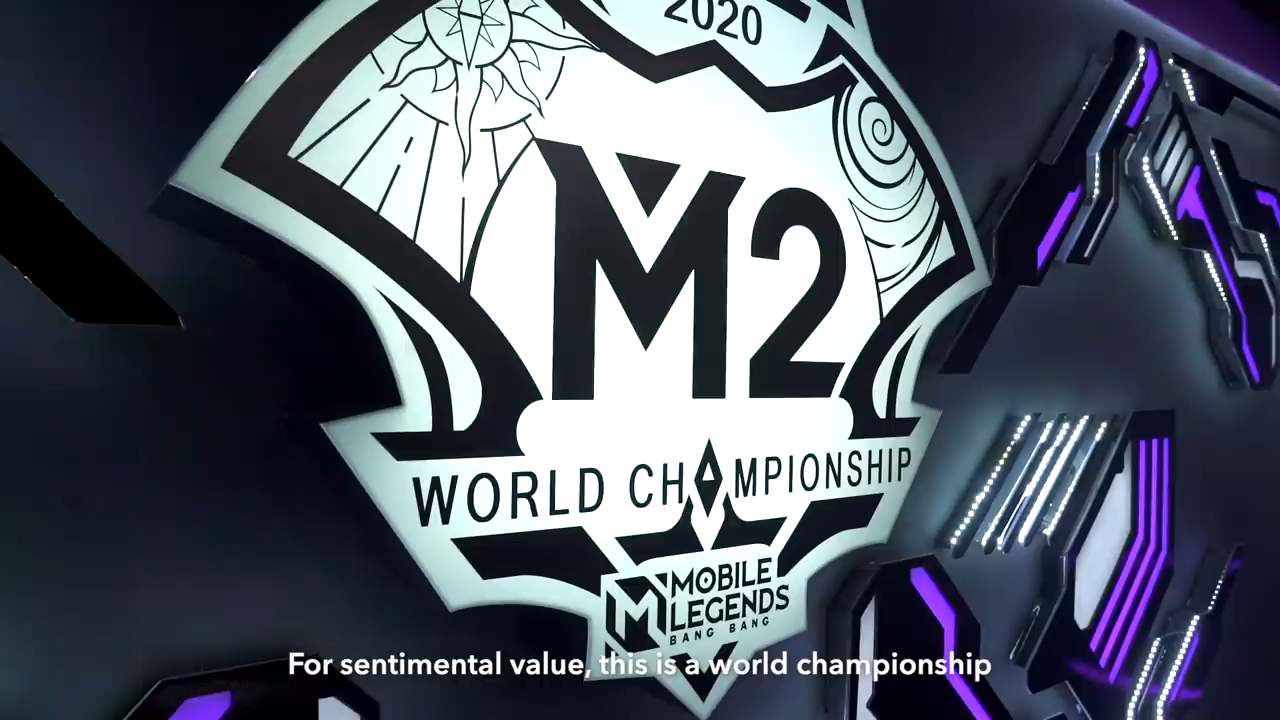 2020
M2
WORLD CHAMPIONSHIP
MOBILE
LEGENDS
BANG BANG
For sentimental value, this is a world championship